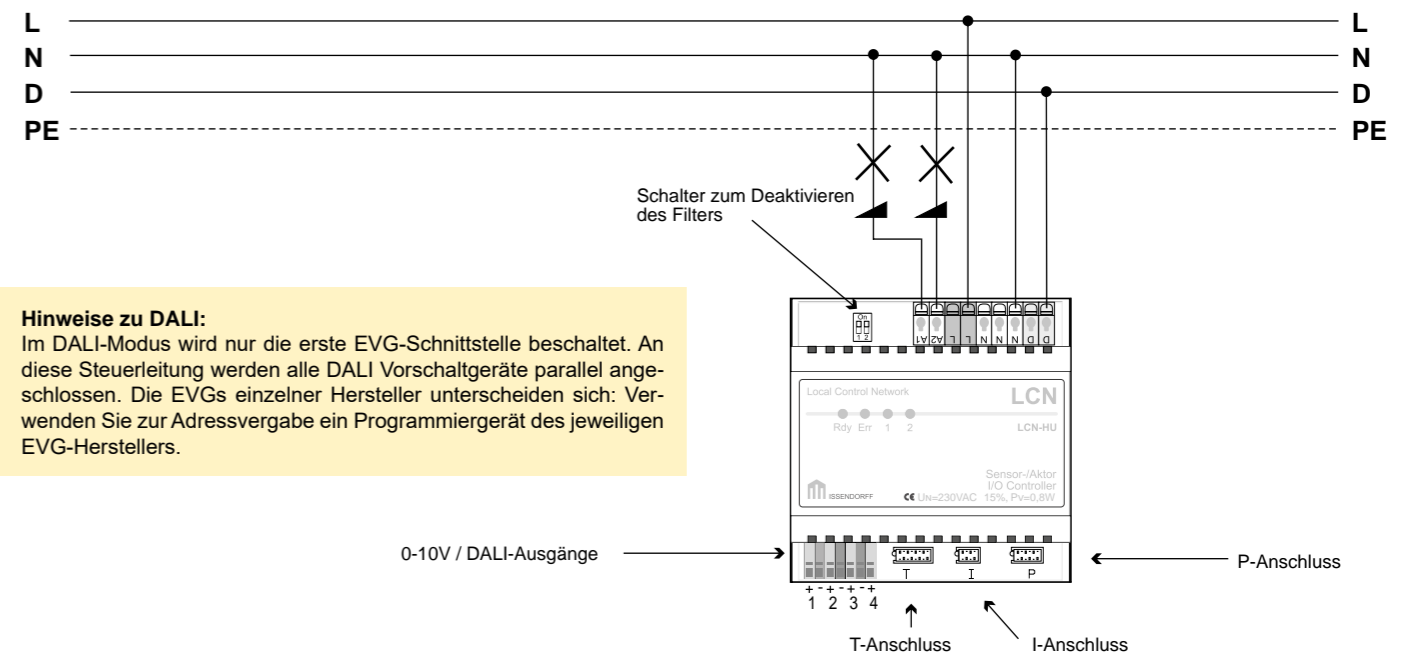 L L
N N
D D
PE PE
Schalter zum Deaktivieren
des Filters
Hinweise zu DALI:
Im DALI-Modus wird nur die erste EVG-Schnittstelle beschaltet. An
diese Steuerleitung werden alle DALI Vorschaltgeräte parallel ange-
schlossen. Die EVGs einzelner Hersteller unterscheiden sich: Ver-
wenden Sie zur Adressvergabe ein Programmiergerät des jeweiligen
EVG-Herstellers.
On
1 2
A1 A2 L L N N N D D
Local Control Network LCN
Rdy Err 1 2 LCN-HU
Sensor-/Aktor
I/O Controller
ISSENDORFF CE UN=230VAC 15%, PV=0,8W
0-10V / DALI-Ausgänge
P-Anschluss
T I P
+ - + - + - +
1 2 3 4
T-Anschluss I-Anschluss